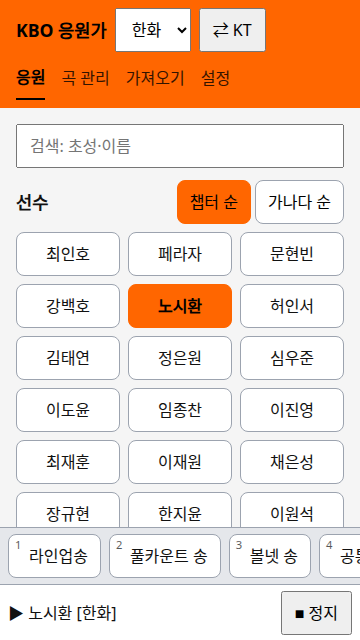 KBO 응원가 한화 ⇄ KT
응원 곡 관리 가져오기 설정
검색: 초성·이름
선수 챕터 순 가나다 순
최인호 페라자 문현빈
강백호 노시환 허인서
김태연 정은원 심우준
이도윤 임종찬 이진영
최재훈 이재원 채은성
장규현 한지윤 이원석
1 라인업송 2 풀카운트 송 3 볼넷 송 4
▶ 노시환 [한화] ■ 정지